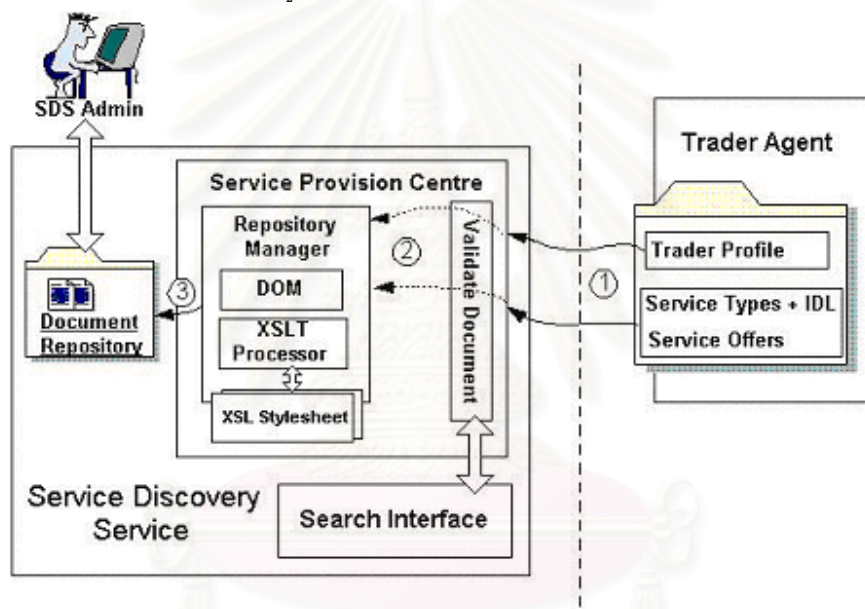 SDS Admin
Service Provision Centre
Repository
Manager
DOM
XSLT
Processor
XSL Stylesheet
Validate Document
2
3
Document
Repository
Service Discovery
Service
Search Interface
1
Trader Agent
Trader Profile
Service Types + IDL
Service Offers